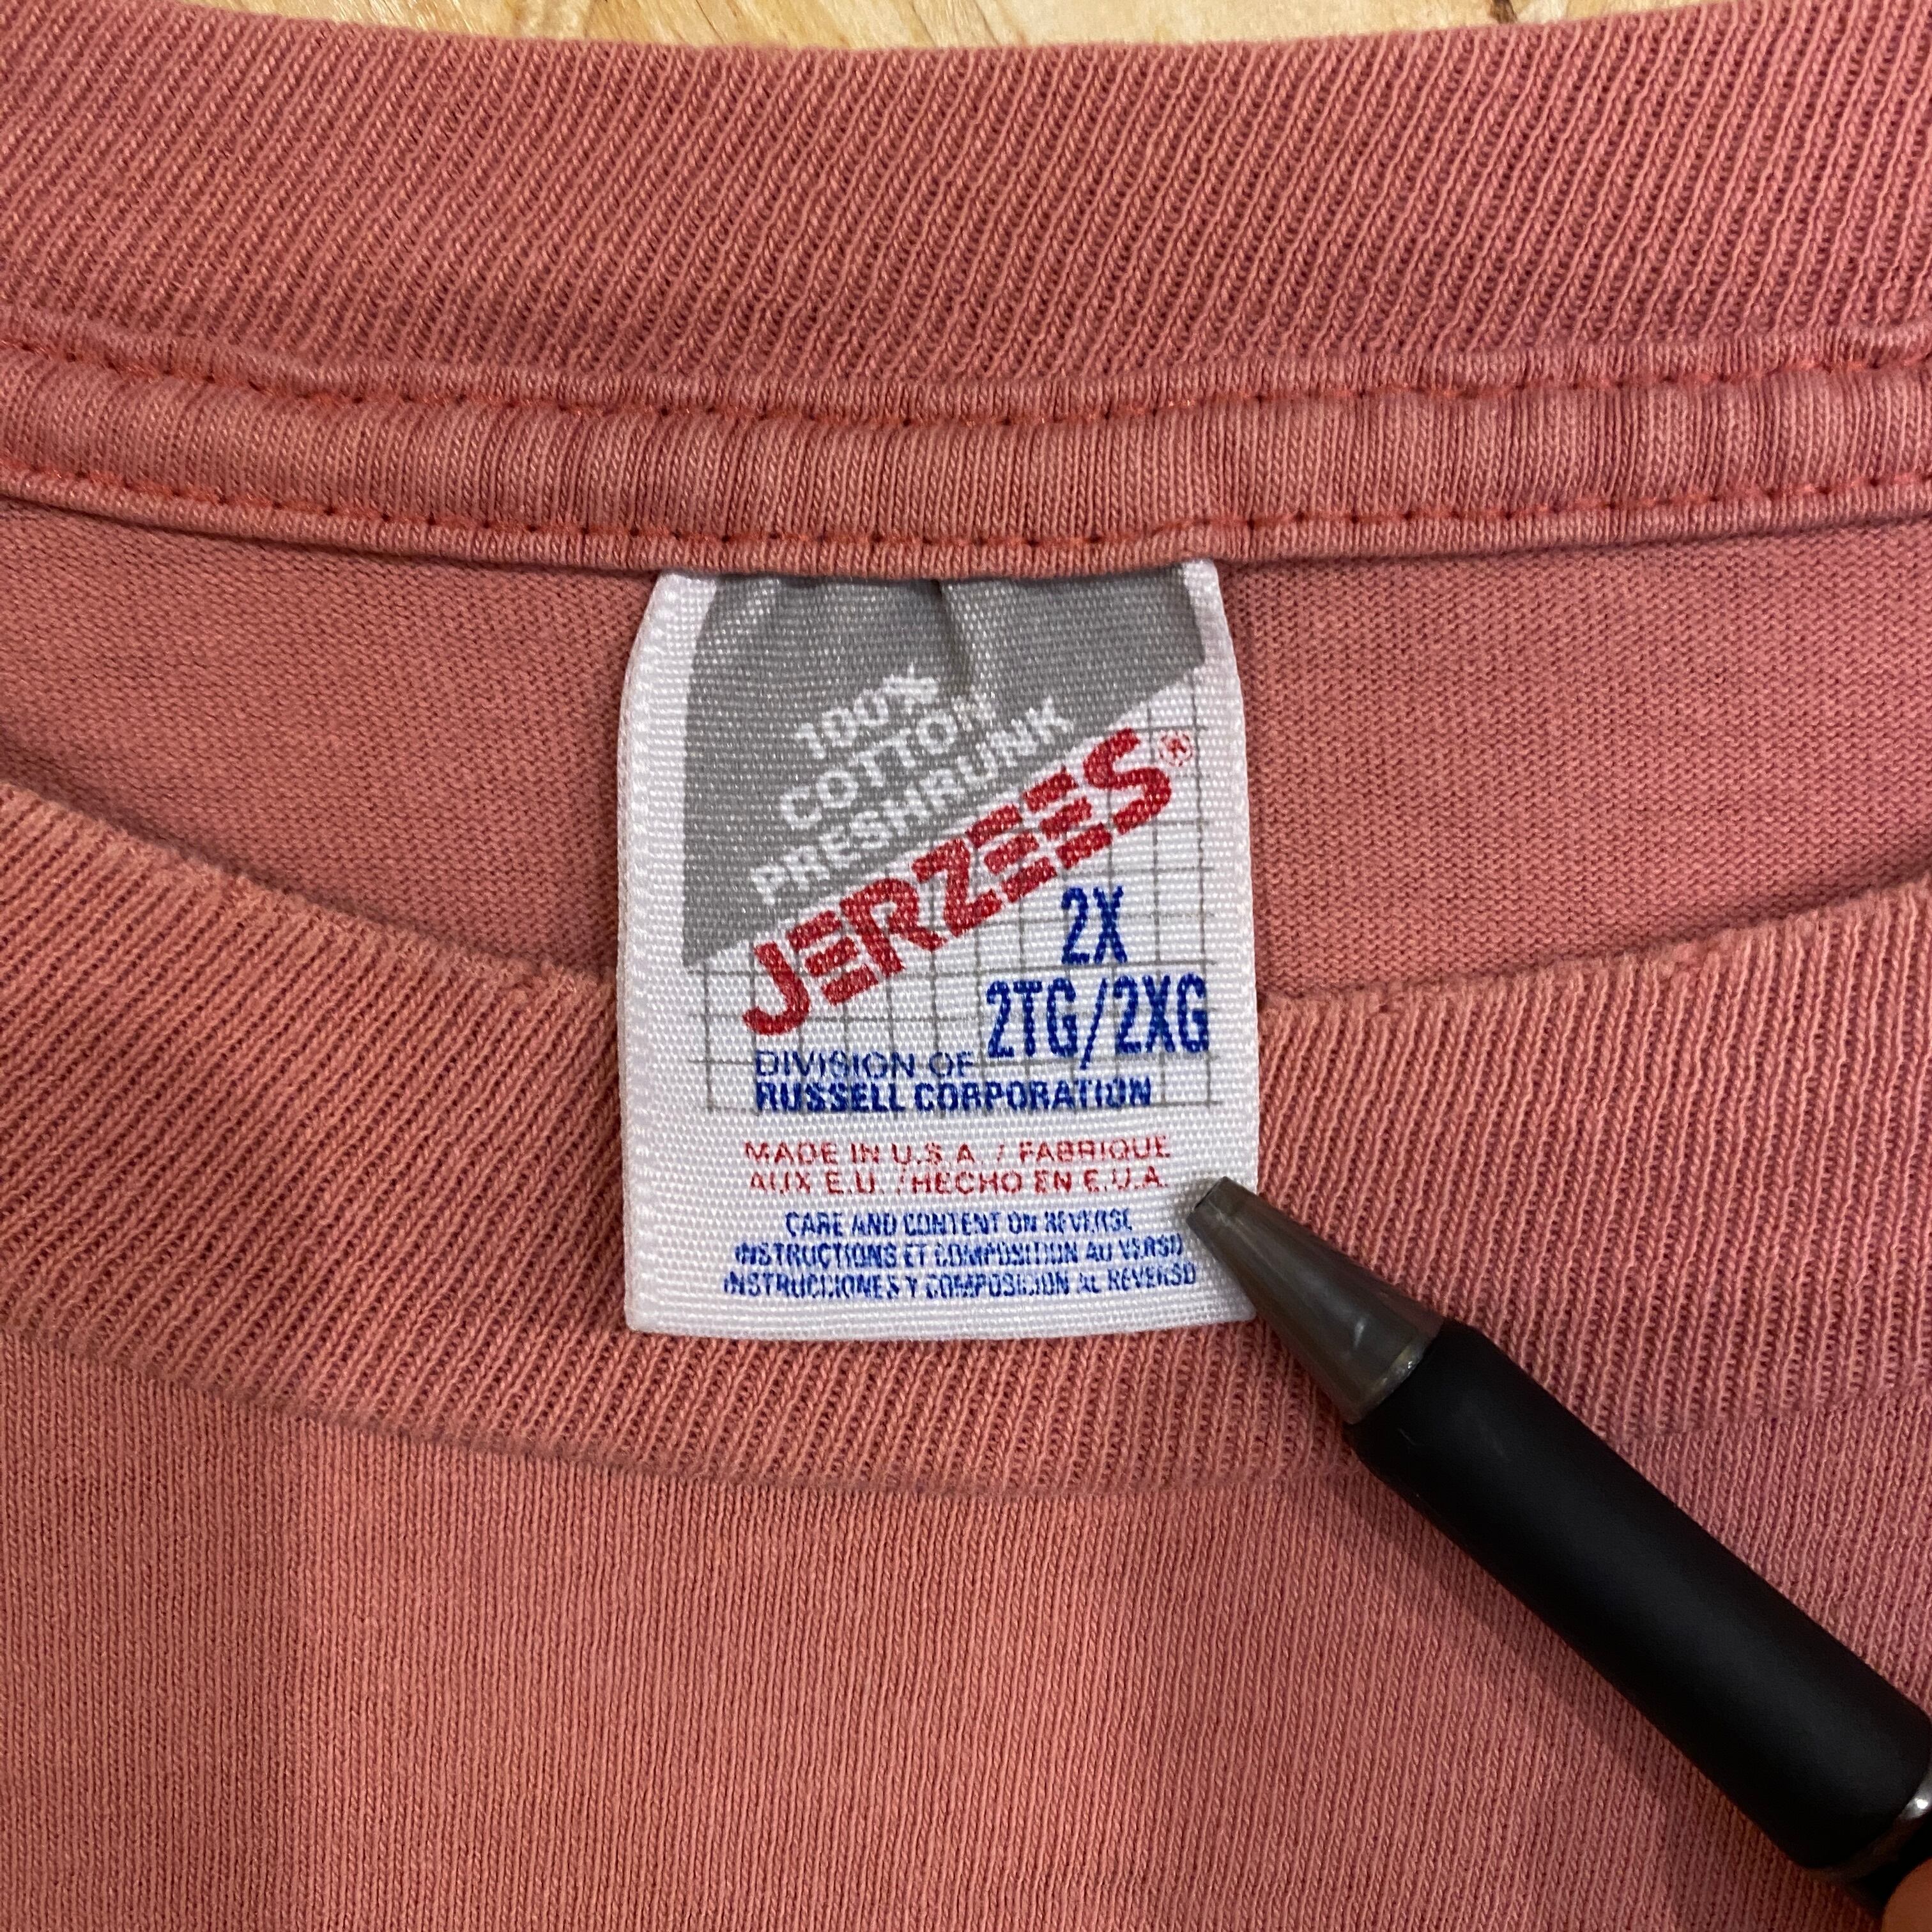 100%
COTTON
PRESHRUNK
JERZEES®
2X
2TG/2XG
DIVISION OF
RUSSELL CORPORATION
MADE IN U.S.A. / FABRIQUE
AUX E.U. / HECHO EN E.U.A.
CARE AND CONTENT ON REVERSE
INSTRUCTIONS ET COMPOSITION AU VERSO
INSTRUCCIONES Y COMPOSICION AL REVERSO